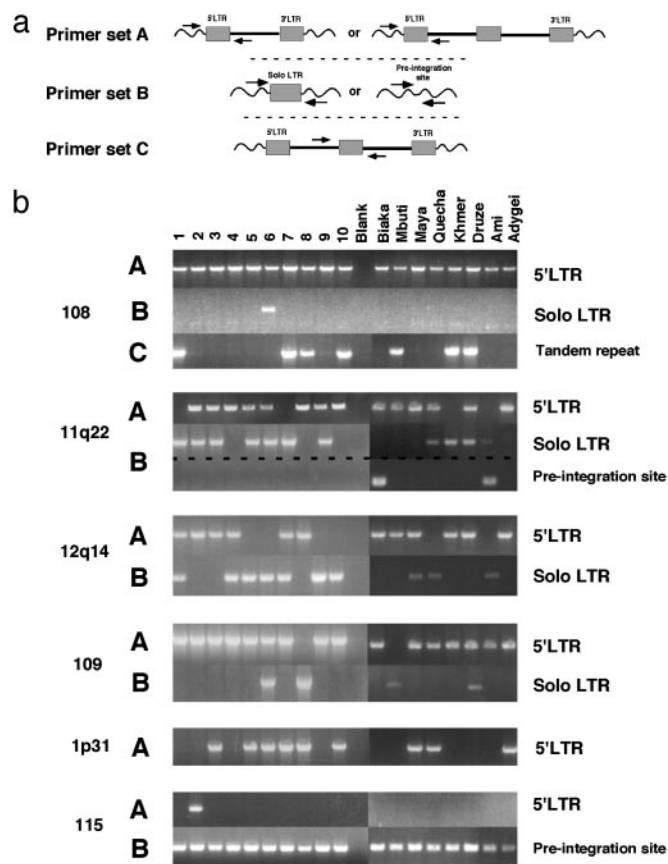 a
Primer set A
5'LTR 3'LTR or 5'LTR 3'LTR
Primer set B
Solo LTR or Pre-integration site
Primer set C
5'LTR 3'LTR
b
1 2 3 4 5 6 7 8 9 10 Blank Biaka Mbuti Maya Quecha Khmer Druze Ami Adygei
108
A 5'LTR
B Solo LTR
C Tandem repeat
11q22
A 5'LTR
B Solo LTR
Pre-integration site
12q14
A 5'LTR
B Solo LTR
109
A 5'LTR
B Solo LTR
1p31
A 5'LTR
115
A 5'LTR
B Pre-integration site